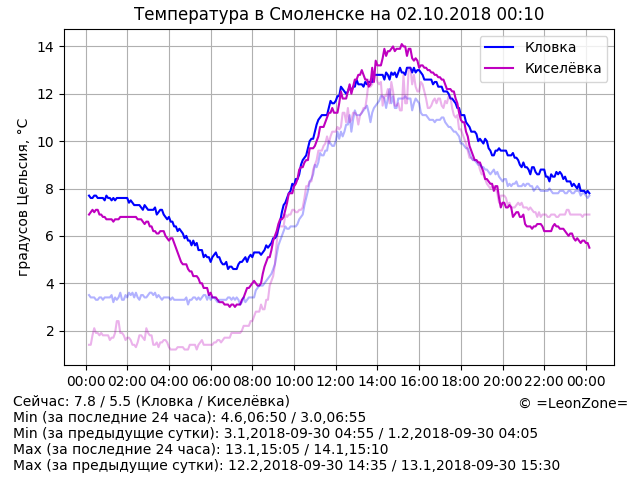 Температура в Смоленске на 02.10.2018 00:10
Кловка
Киселёвка
градусов Цельсия, °C
14
12
10
8
6
4
2
00:00 02:00 04:00 06:00 08:00 10:00 12:00 14:00 16:00 18:00 20:00 22:00 00:00
Сейчас: 7.8 / 5.5 (Кловка / Киселёвка)
© =LeonZone=
Min (за последние 24 часа): 4.6,06:50 / 3.0,06:55
Min (за предыдущие сутки): 3.1,2018-09-30 04:55 / 1.2,2018-09-30 04:05
Max (за последние 24 часа): 13.1,15:05 / 14.1,15:10
Max (за предыдущие сутки): 12.2,2018-09-30 14:35 / 13.1,2018-09-30 15:30